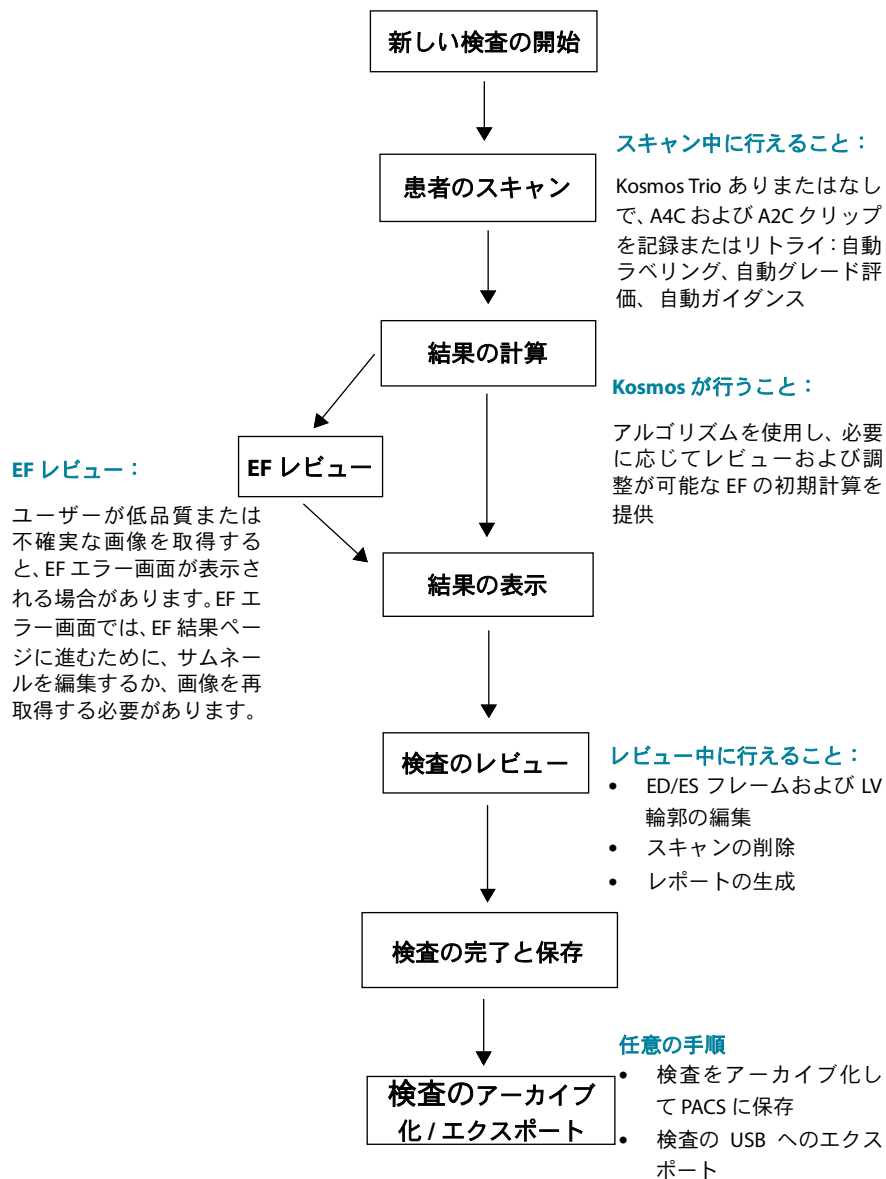 新しい検査の開始
スキャン中に行えること：
患者のスキャン
Kosmos Trio ありまたはなし
で、A4C および A2C クリップ
を記録またはリトライ：自動
ラベリング、自動グレード評
価、自動ガイダンス
結果の計算
Kosmos が行うこと：
アルゴリズムを使用し、必要
に応じてレビューおよび調
整が可能な EF の初期計算を
提供
EF レビュー
EF レビュー：
ユーザーが低品質または
不確実な画像を取得する
と、EF エラー画面が表示さ
れる場合があります。EF エ
ラー画面では、EF 結果ペー
ジに進むために、サムネー
ルを編集するか、画像を再
取得する必要があります。
結果の表示
検査のレビュー
レビュー中に行えること：
• ED/ES フレームおよび LV
輪郭の編集
• スキャンの削除
• レポートの生成
検査の完了と保存
検査のアーカイブ
化 / エクスポート
任意の手順
• 検査をアーカイブ化し
て PACS に保存
• 検査の USB へのエクス
ポート